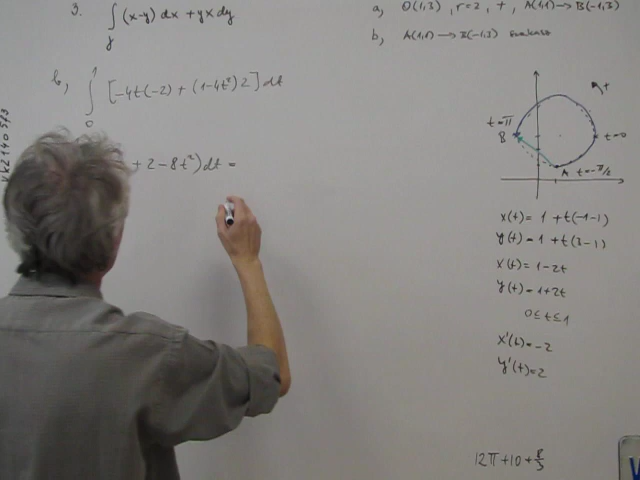 3. ∫γ (x-y) dx + yx dy
a, O(1,3), r=2, +, A(1,1) → B(-1,3)
b, A(1,1) → B(-1,3) szakasz
b, ∫₀¹ [-4t(-2) + (1-4t²)2] dt
+ 2 - 8t²) dt =
+
t=π
B
t=0
A t=-π/2
x(t) = 1 + t(-1-1)
y(t) = 1 + t(3-1)
x(t) = 1-2t
y(t) = 1+2t
0 ≤ t ≤ 1
x'(t) = -2
y'(t) = 2
12π + 10 + 8/3